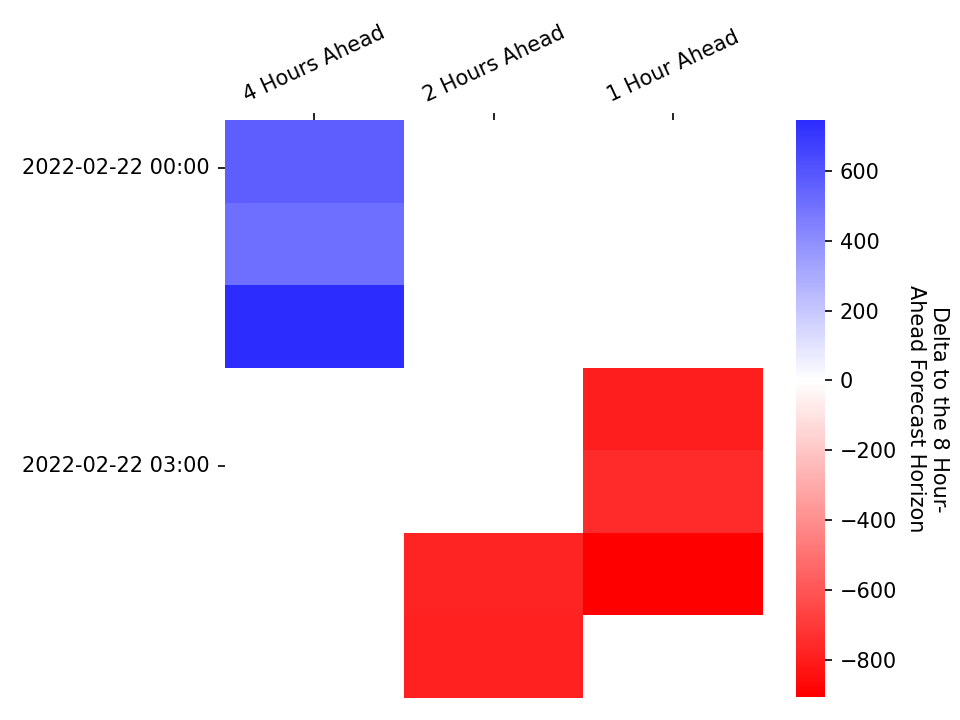 4 Hours Ahead
2 Hours Ahead
1 Hour Ahead
2022-02-22 00:00
2022-02-22 03:00
600
400
200
0
−200
−400
−600
−800
Delta to the 8 Hour-
Ahead Forecast Horizon